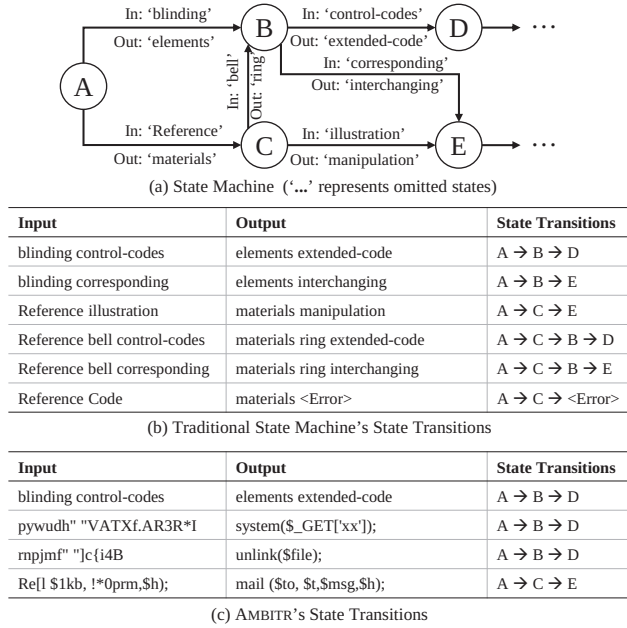 In: ‘blinding’
Out: ‘elements’
In: ‘control-codes’
Out: ‘extended-code’
In: ‘corresponding’
Out: ‘interchanging’
In: ‘bell’
Out: ‘ring’
In: ‘Reference’
Out: ‘materials’
In: ‘illustration’
Out: ‘manipulation’
A
B
C
D
E
...
...
(a) State Machine (‘...’ represents omitted states)
Input Output State Transitions
blinding control-codes elements extended-code A → B → D
blinding corresponding elements interchanging A → B → E
Reference illustration materials manipulation A → C → E
Reference bell control-codes materials ring extended-code A → C → B → D
Reference bell corresponding materials ring interchanging A → C → B → E
Reference Code materials <Error> A → C → <Error>
(b) Traditional State Machine's State Transitions
Input Output State Transitions
blinding control-codes elements extended-code A → B → D
pywudh" "VATXf.AR3R*I system($_GET['xx']); A → B → D
rnpjmf" "]c{i4B unlink($file); A → B → D
Re[l $1kb, !*0prm,$h); mail ($to, $t,$msg,$h); A → C → E
(c) AMBITR's State Transitions